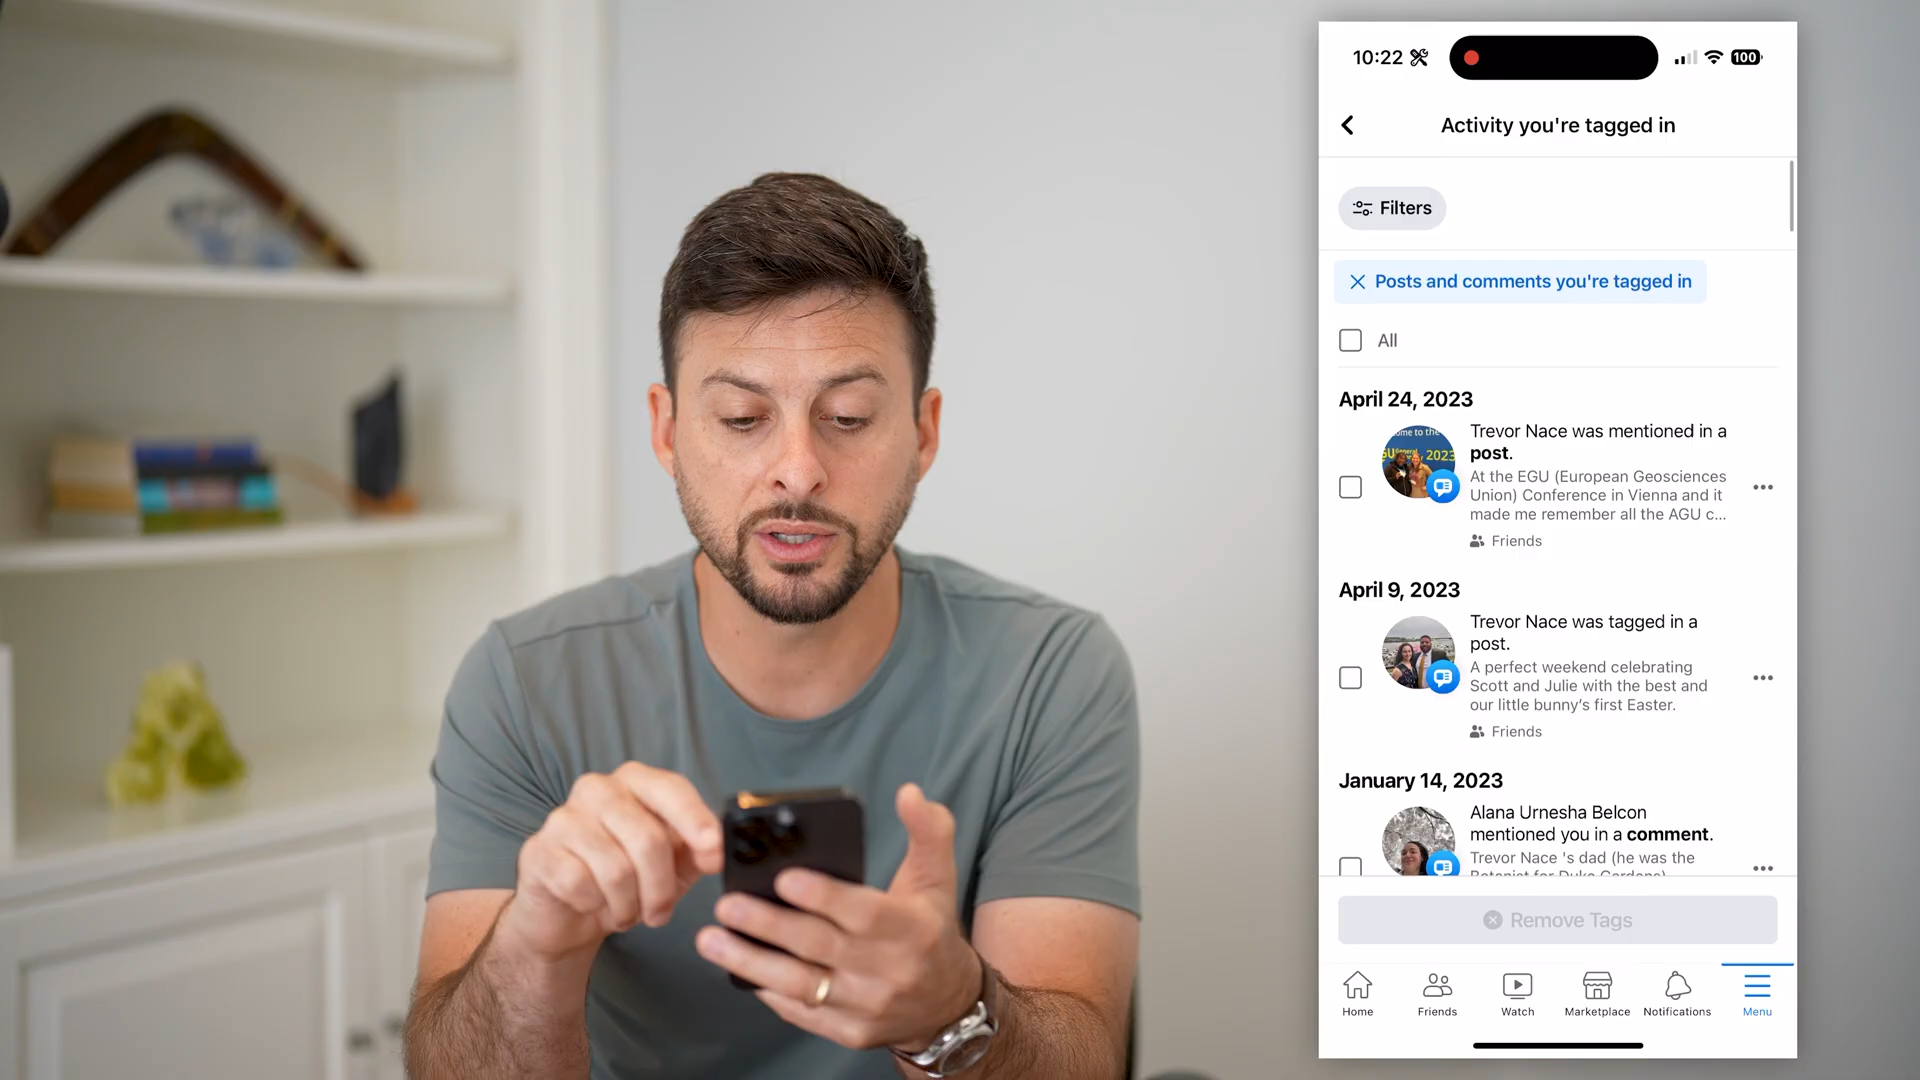 10:22
100
Activity you're tagged in
Filters
Posts and comments you're tagged in
All
April 24, 2023
Trevor Nace was mentioned in a
post.
At the EGU (European Geosciences
Union) Conference in Vienna and it
made me remember all the AGU c...
Friends
April 9, 2023
Trevor Nace was tagged in a
post.
A perfect weekend celebrating
Scott and Julie with the best and
our little bunny's first Easter.
Friends
January 14, 2023
Alana Urnesha Belcon
mentioned you in a comment.
Trevor Nace 's dad (he was the
Botanist for Duke Gardens)
Remove Tags
Home
Friends
Watch
Marketplace
Notifications
Menu